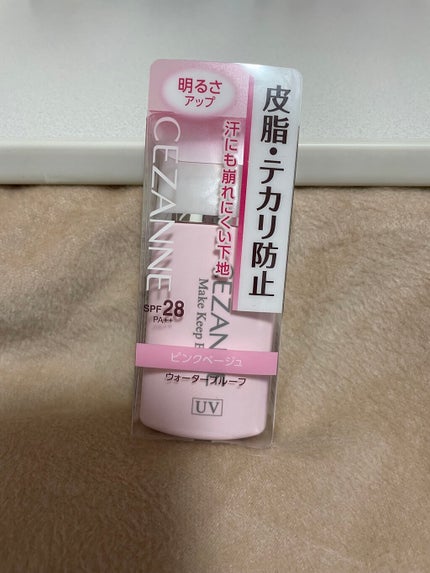 明るさ
アップ
皮脂・テカリ防止
汗にも崩れにくい下地
CEZANNE
CEZANNE
Make Keep
SPF28
PA++
ピンクベージュ
ウォータープルーフ
UV